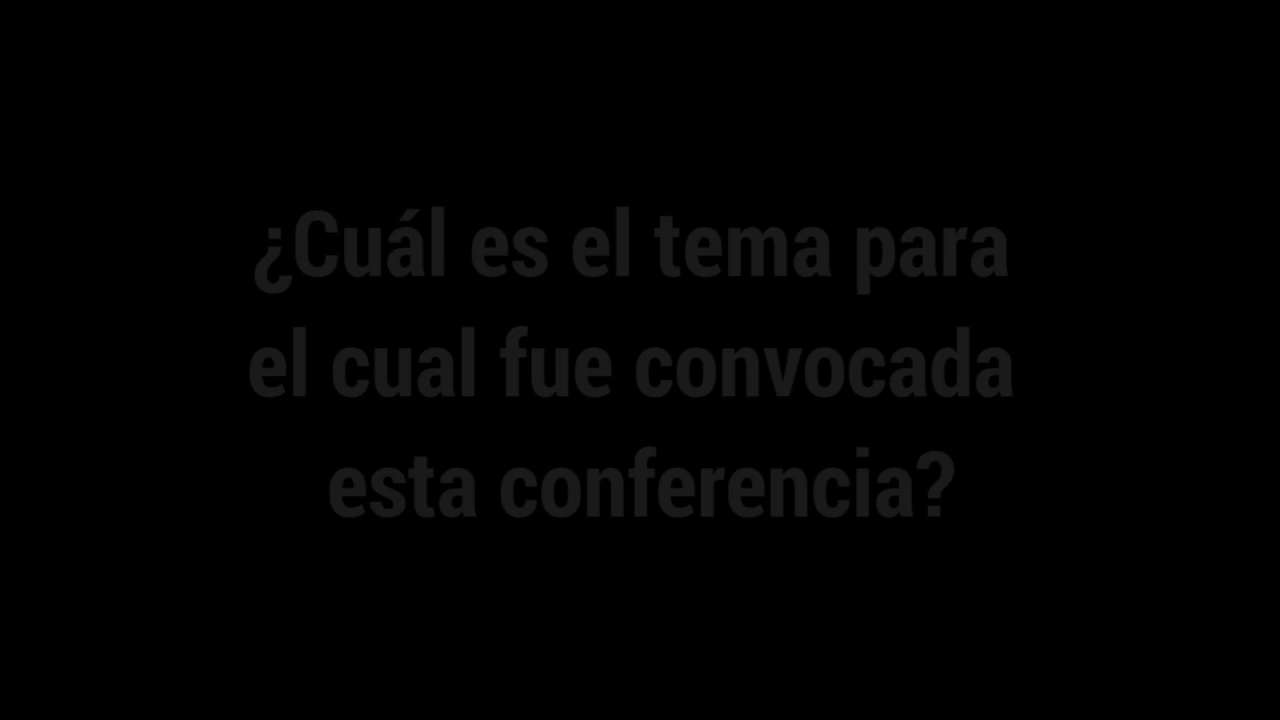 ¿Cuál es el tema para
el cual fue convocada
esta conferencia?